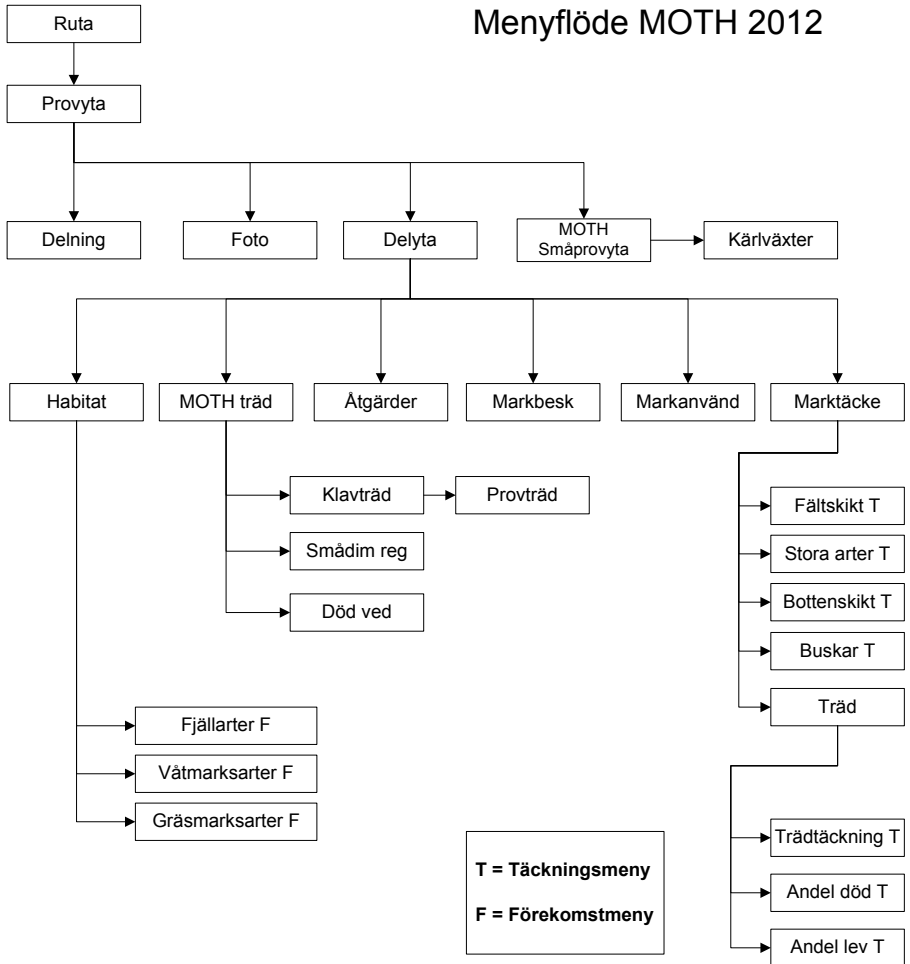 Menyflöde MOTH 2012
Ruta
Provyta
Delning
Foto
Delyta
MOTH
Småprovyta
Kärlväxter
Habitat
MOTH träd
Åtgärder
Markbesk
Markanvänd
Marktäcke
Klavträd
Provträd
Smådim reg
Död ved
Fältskikt T
Stora arter T
Bottenskikt T
Buskar T
Träd
Fjällarter F
Våtmarksarter F
Gräsmarksarter F
Trädtäckning T
Andel död T
Andel lev T
T = Täckningsmeny
F = Förekomstmeny